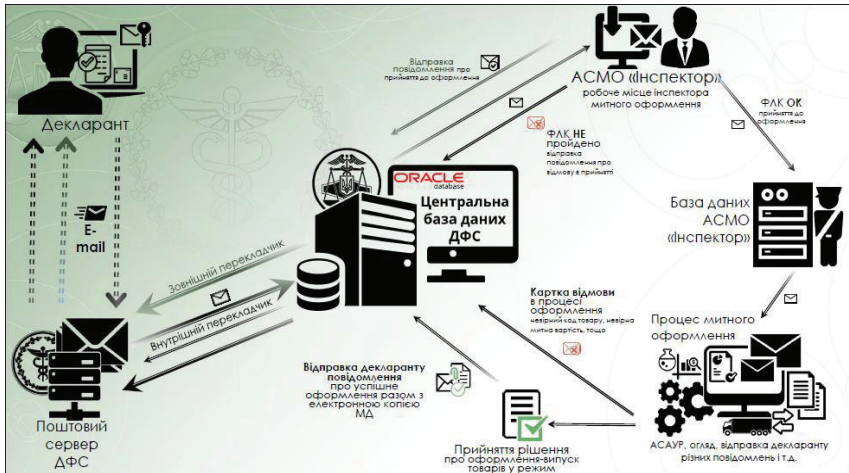 Декларант
E-
mail
Поштовий
сервер
ДФС
Зовнішній перекладчик
Внутрішній перекладчик
Відправка
повідомлення про
прийняття до оформлення
ORACLE
database
Центральна
база даних
ДФС
АСМО «Інспектор»
робоче місце інспектора
митного оформлення
ФЛК НЕ
пройдено
відправка
повідомлення про
відмову в прийнятті
ФЛК ОК
прийняття до
оформлення
База даних
АСМО
«Інспектор»
Процес митного
оформлення
АСАУР, огляд, відправка декларанту
різних повідомлень і т.д.
Картка відмови
в процесі
оформлення
невірний код товару, невірна
митна вартість, тощо
Прийняття рішення
про оформлення-випуск
товарів у режим
Відправка декларанту
повідомлення
про успішне
оформлення разом з
електронною копією
МД